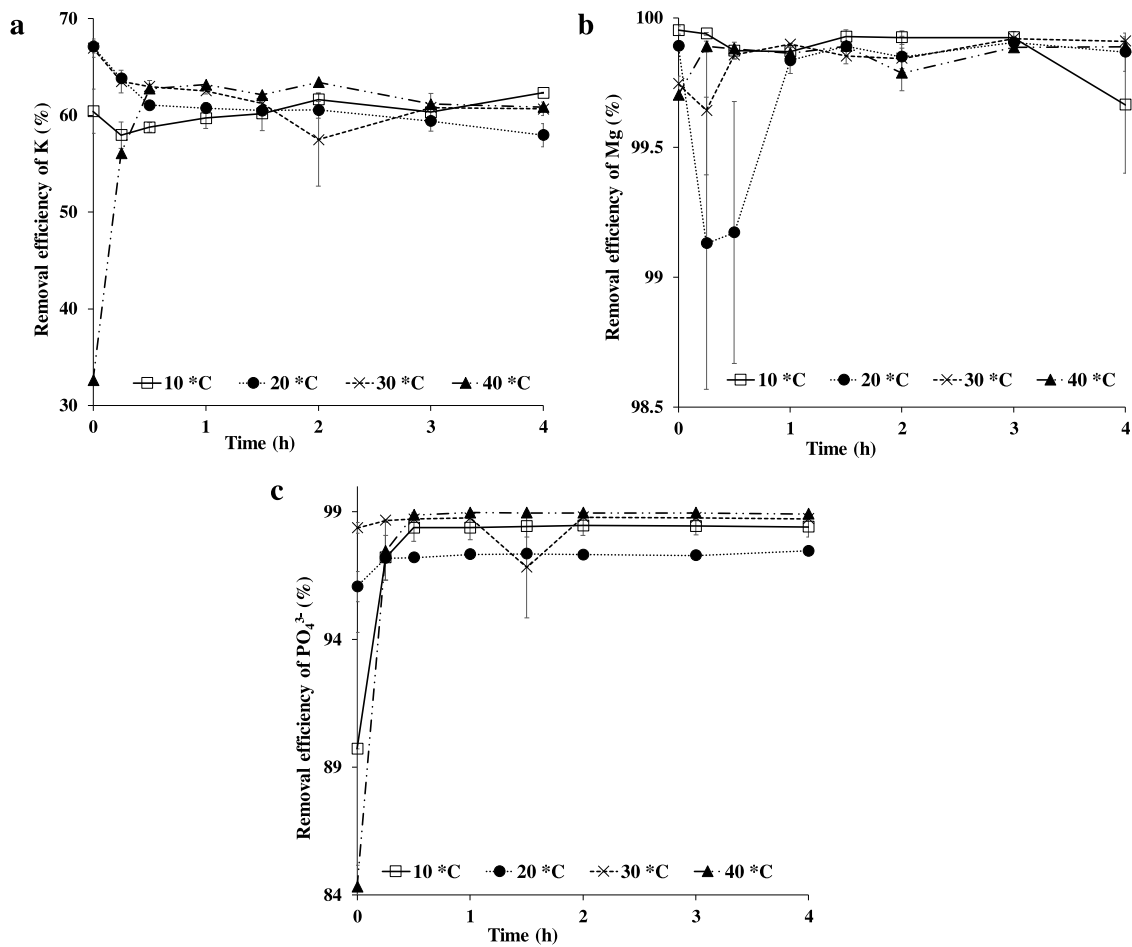 a
70
60
50
40
30
Removal efficiency of K (%)
10 *C 20 *C 30 *C 40 *C
0 1 2 3 4
Time (h)
b
100
99.5
99
98.5
Removal efficiency of Mg (%)
10 *C 20 *C 30 *C 40 *C
0 1 2 3 4
Time (h)
c
99
94
89
84
Removal efficiency of PO₄³⁻ (%)
10 *C 20 *C 30 *C 40 *C
0 1 2 3 4
Time (h)